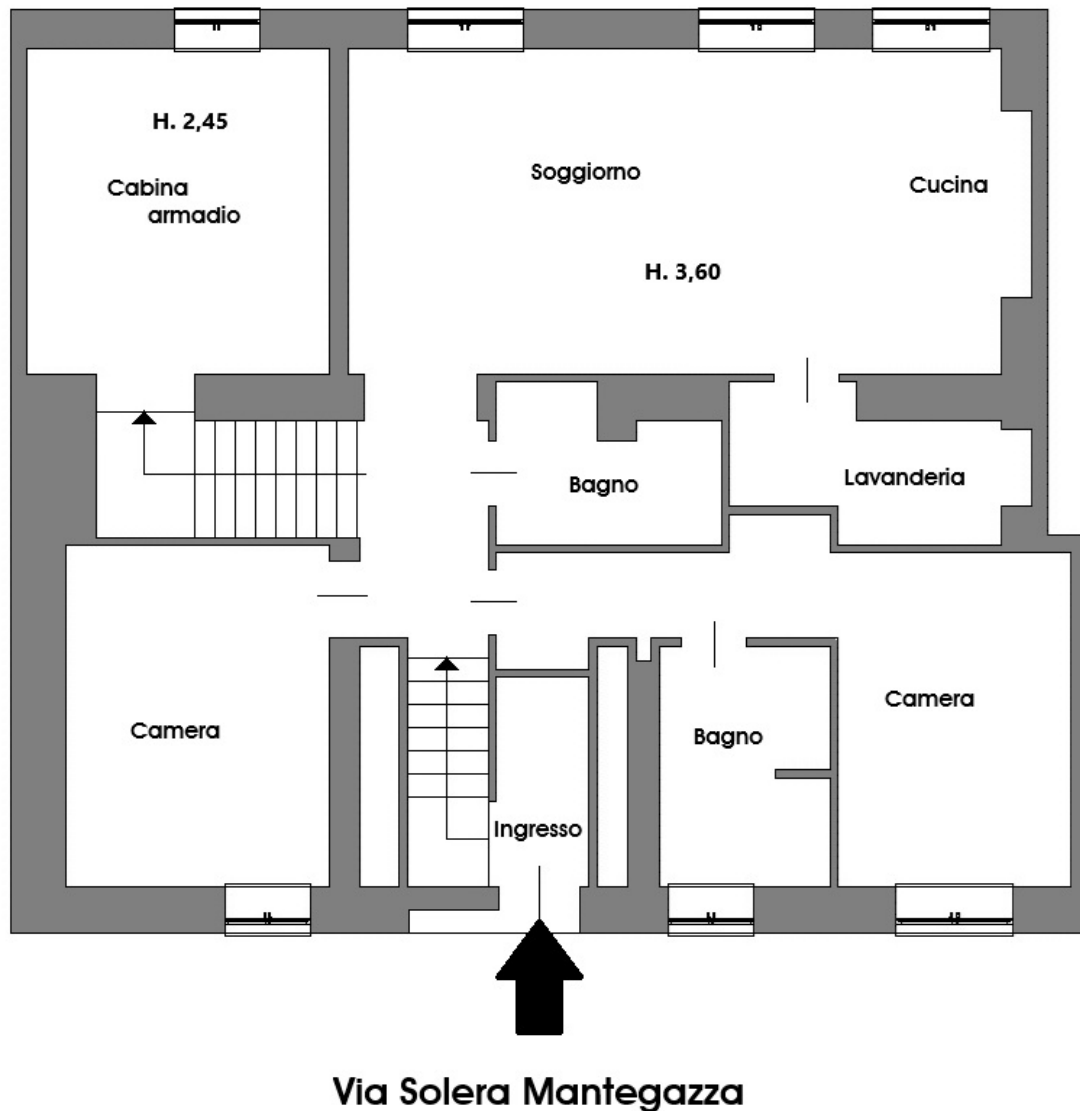 H. 2,45
Cabina
armadio
Soggiorno
Cucina
H. 3,60
Bagno
Lavanderia
Camera
Bagno
Camera
Ingresso
Via Solera Mantegazza